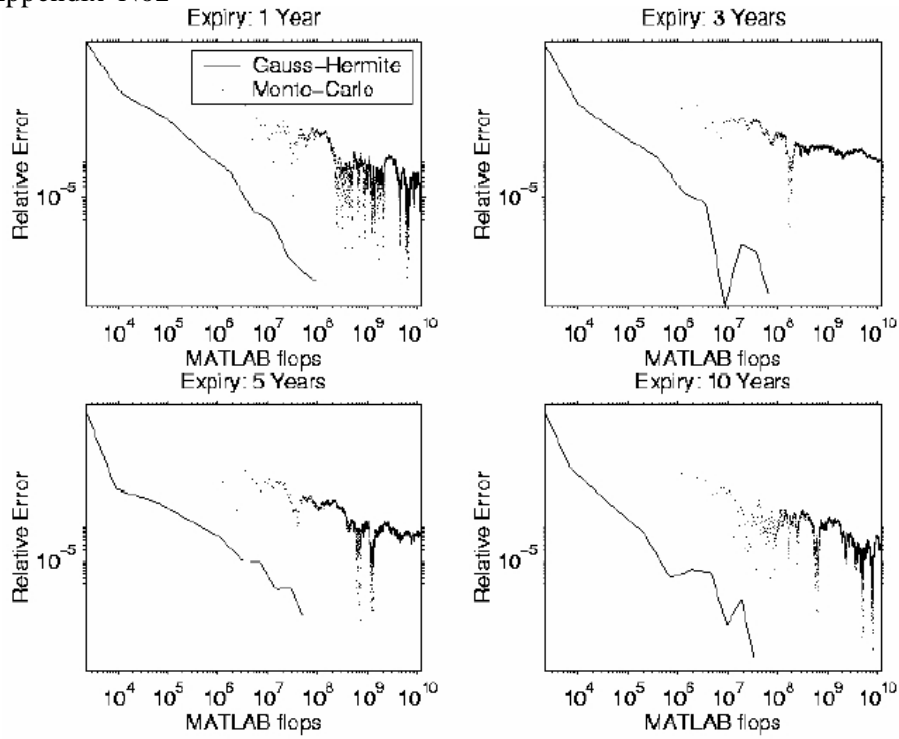 Expiry: 1 Year
Gauss-Hermite
Monte-Carlo
Relative Error
10^-5
10^4 10^5 10^6 10^7 10^8 10^9 10^10
MATLAB flops
Expiry: 3 Years
Relative Error
10^-5
10^4 10^5 10^6 10^7 10^8 10^9 10^10
MATLAB flops
Expiry: 5 Years
Relative Error
10^-5
10^4 10^5 10^6 10^7 10^8 10^9 10^10
MATLAB flops
Expiry: 10 Years
Relative Error
10^-5
10^4 10^5 10^6 10^7 10^8 10^9 10^10
MATLAB flops